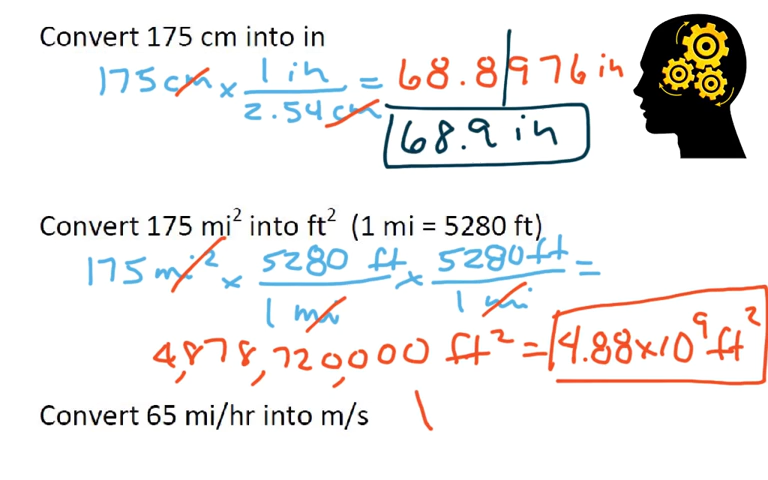 Convert 175 cm into in
175cm × 1 in / 2.54 cm = 68.8976 in
68.9 in
Convert 175 mi² into ft² (1 mi = 5280 ft)
175 mi² × 5280 ft / 1 mi × 5280 ft / 1 mi =
4,878,720,000 ft² = 4.88×10⁹ ft²
Convert 65 mi/hr into m/s